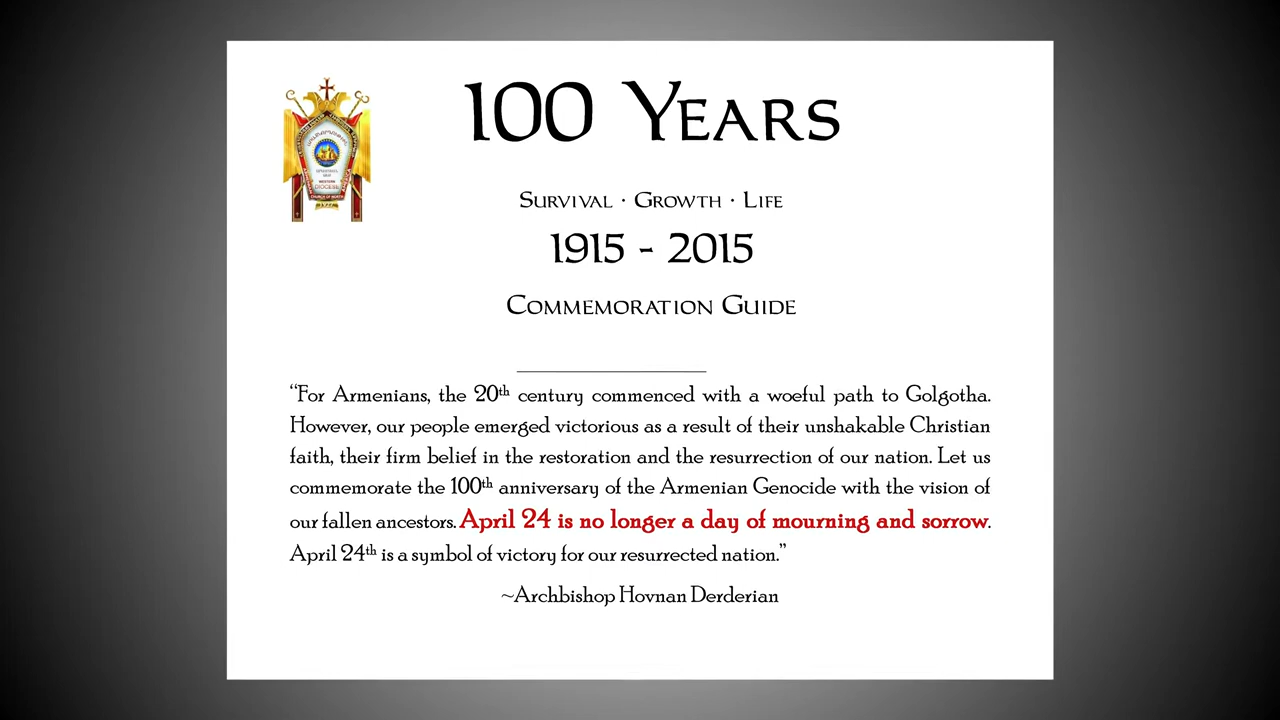 100 Years
Survival · Growth · Life
1915 - 2015
Commemoration Guide
“For Armenians, the 20th century commenced with a woeful path to Golgotha.
However, our people emerged victorious as a result of their unshakable Christian
faith, their firm belief in the restoration and the resurrection of our nation. Let us
commemorate the 100th anniversary of the Armenian Genocide with the vision of
our fallen ancestors. April 24 is no longer a day of mourning and sorrow.
April 24th is a symbol of victory for our resurrected nation.”
~Archbishop Hovnan Derderian
DIOCESE